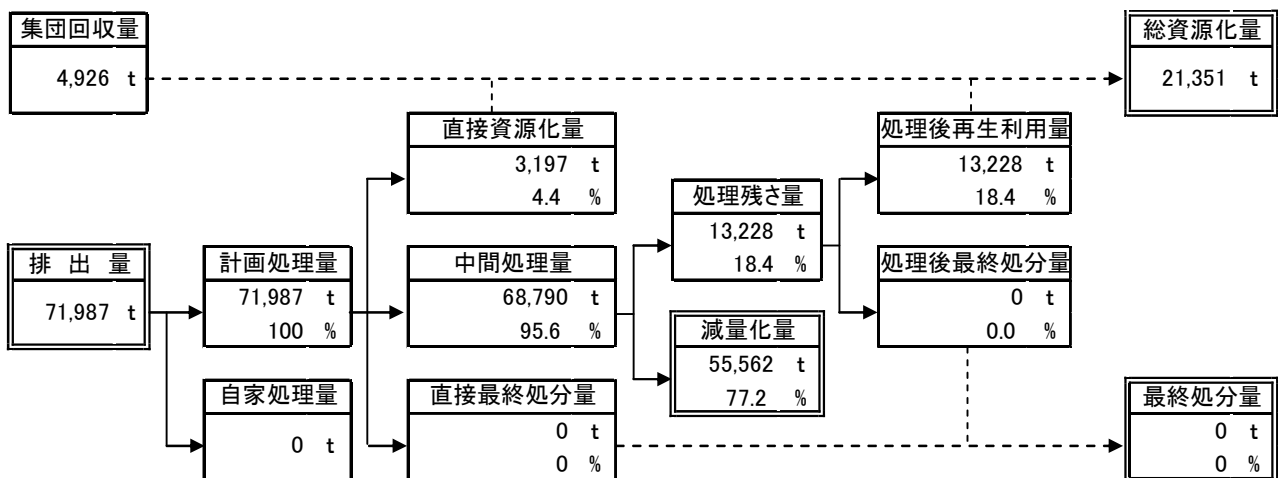 集団回収量
4,926 t
総資源化量
21,351 t
直接資源化量
3,197 t
4.4 %
処理後再生利用量
13,228 t
18.4 %
処理残さ量
13,228 t
18.4 %
排 出 量
71,987 t
計画処理量
71,987 t
100 %
中間処理量
68,790 t
95.6 %
処理後最終処分量
0 t
0.0 %
減量化量
55,562 t
77.2 %
自家処理量
0 t
直接最終処分量
0 t
0 %
最終処分量
0 t
0 %